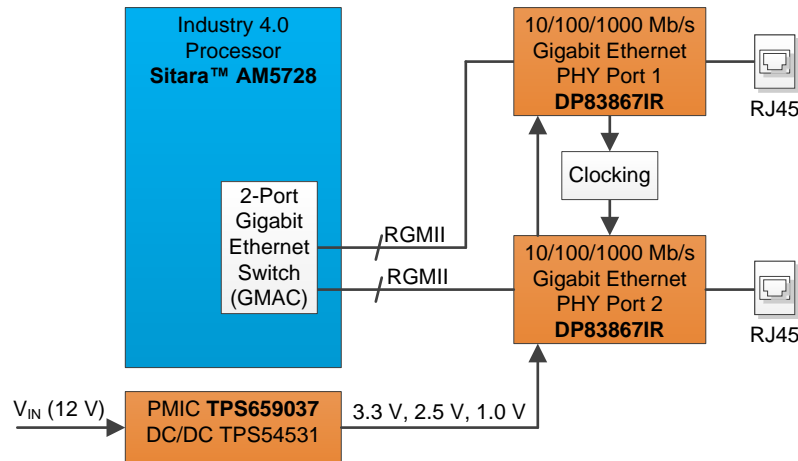 Industry 4.0
Processor
Sitara™ AM5728
2-Port
Gigabit
Ethernet
Switch
(GMAC)
RGMII
RGMII
10/100/1000 Mb/s
Gigabit Ethernet
PHY Port 1
DP83867IR
RJ45
Clocking
10/100/1000 Mb/s
Gigabit Ethernet
PHY Port 2
DP83867IR
RJ45
VIN (12 V)
PMIC TPS659037
DC/DC TPS54531
3.3 V, 2.5 V, 1.0 V